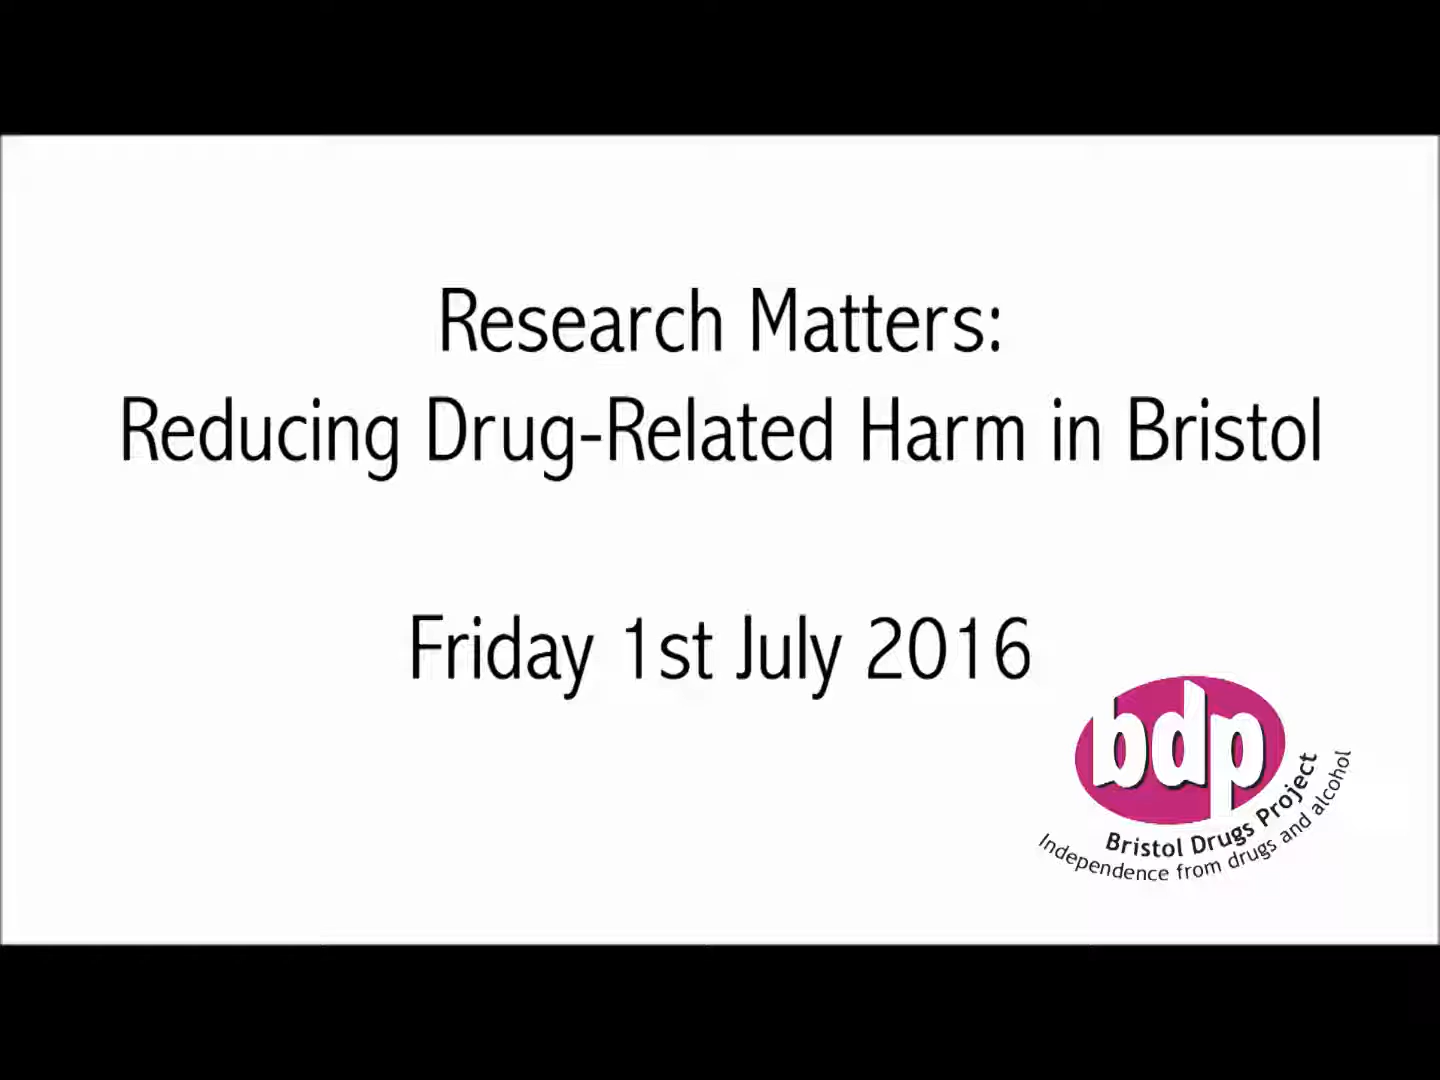 Research Matters:
Reducing Drug-Related Harm in Bristol
Friday 1st July 2016
bdp
Bristol Drugs Project
Independence from drugs and alcohol